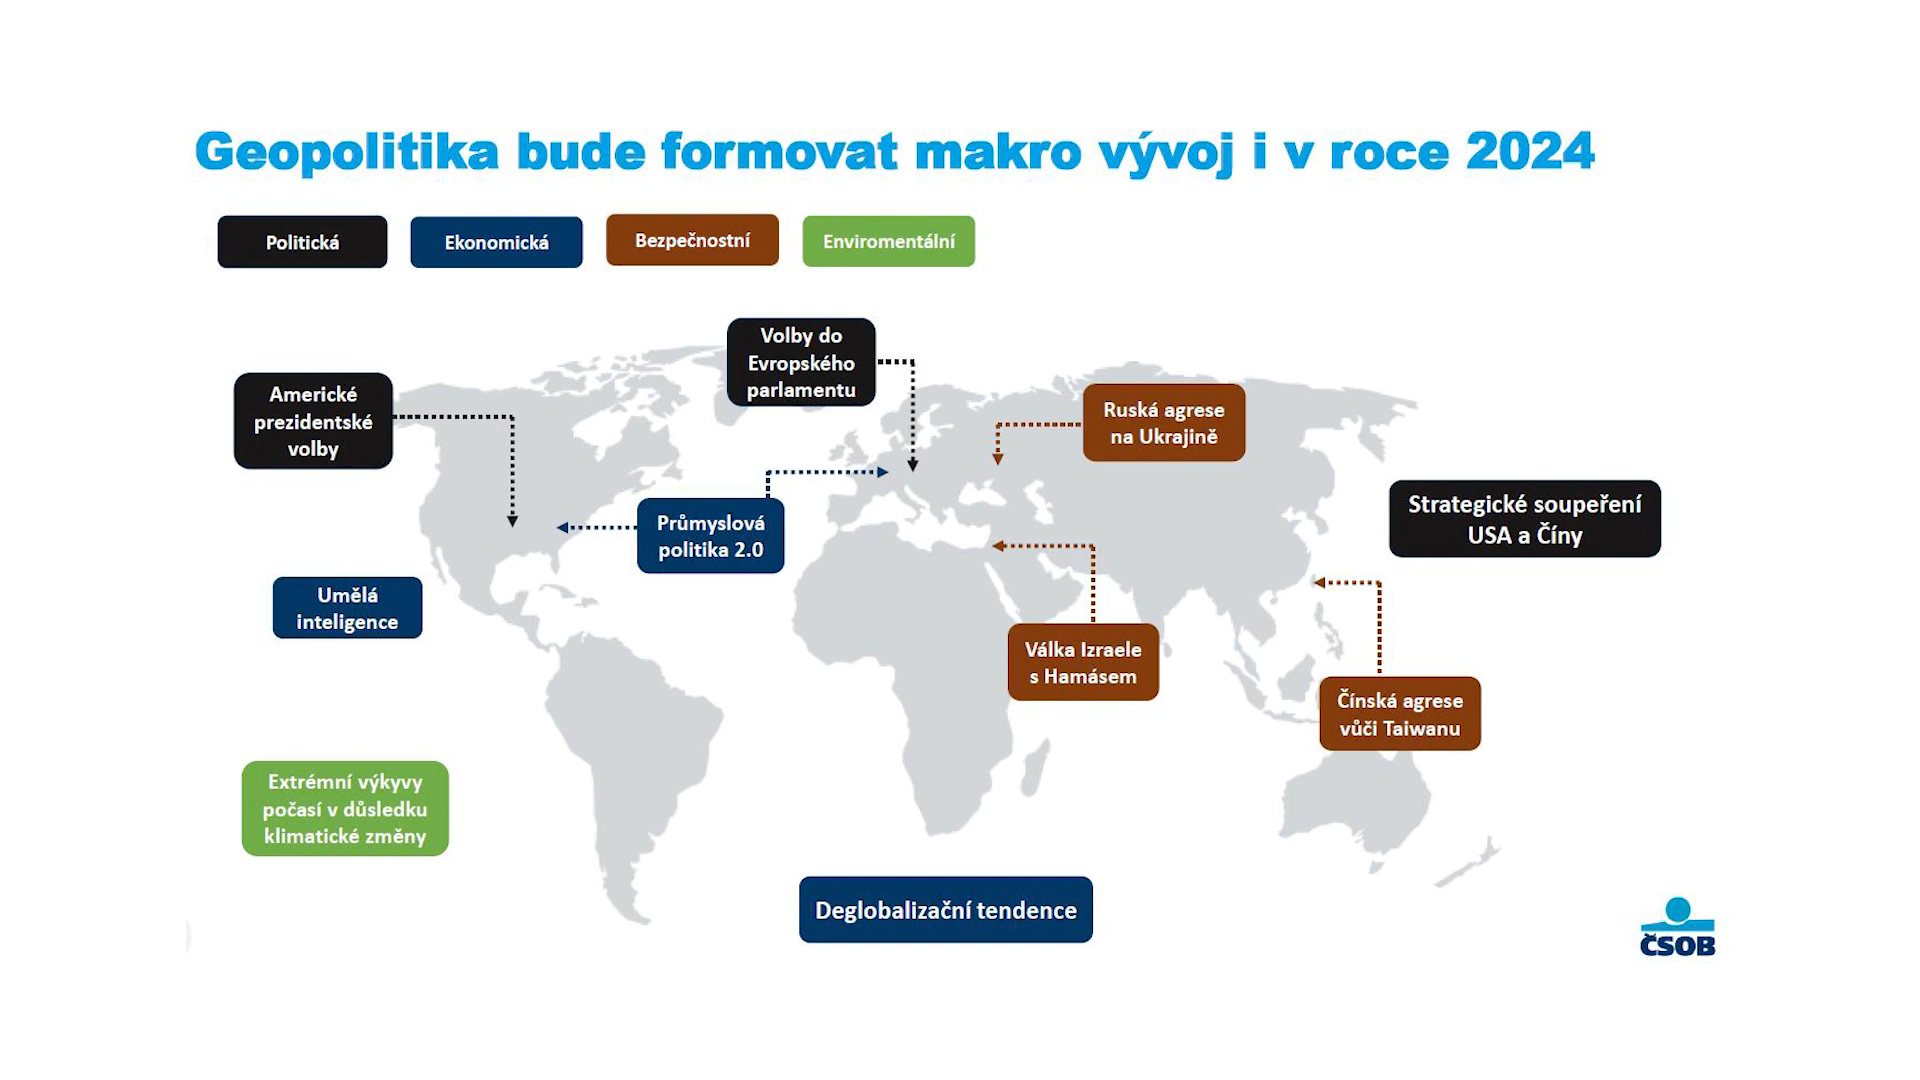 Geopolitika bude formovat makro vývoj i v roce 2024
Politická
Ekonomická
Bezpečnostní
Enviromentální
Volby do
Evropského
parlamentu
Americké
prezidentské
volby
Ruská agrese
na Ukrajině
Strategické soupeření
USA a Číny
Průmyslová
politika 2.0
Umělá
inteligence
Válka Izraele
s Hamásem
Čínská agrese
vůči Taiwanu
Extrémní výkyvy
počasí v důsledku
klimatické změny
Deglobalizační tendence
ČSOB